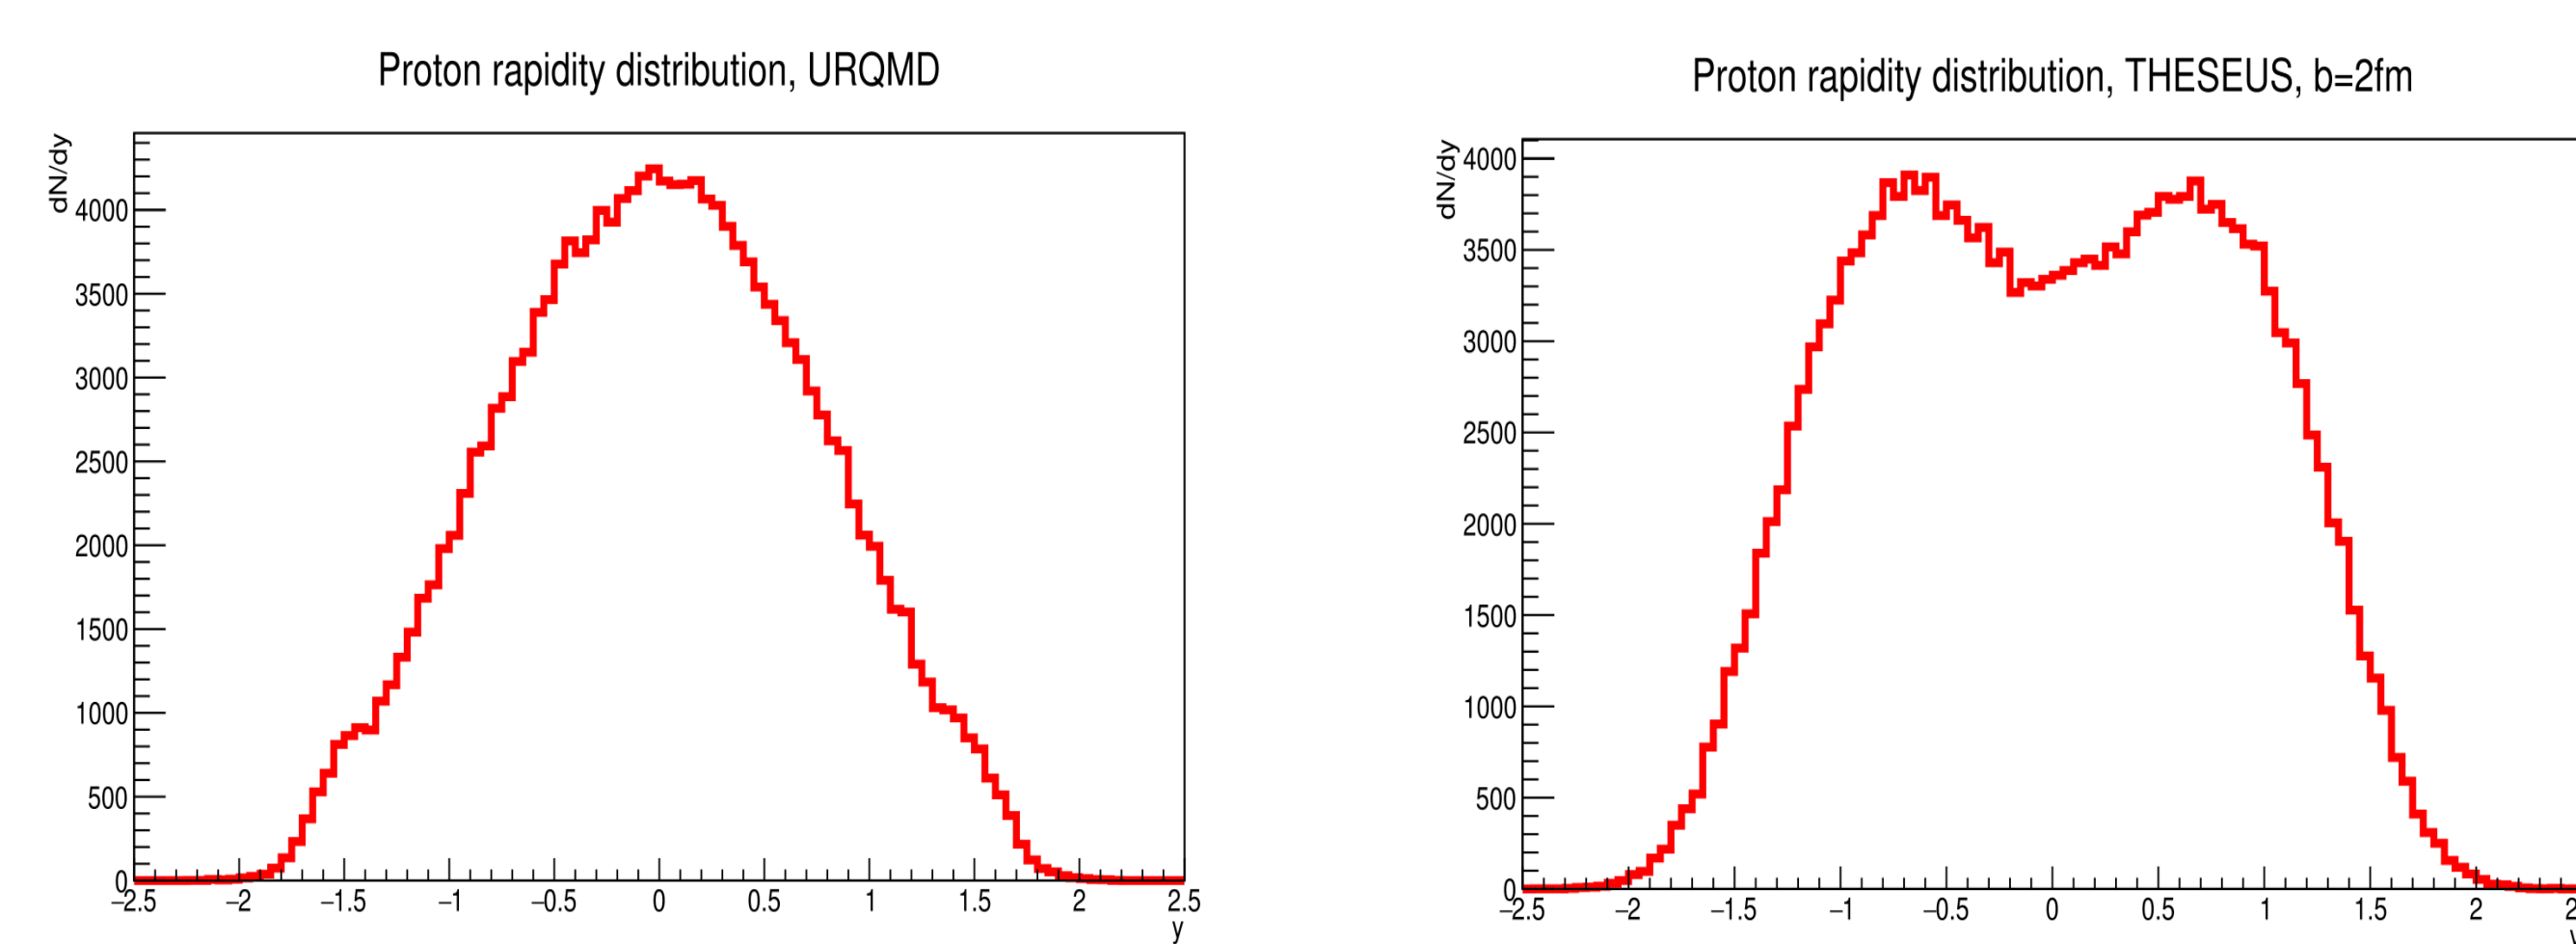 Proton rapidity distribution, URQMD
dN/dy
4000
3500
3000
2500
2000
1500
1000
500
0
−2.5 −2 −1.5 −1 −0.5 0 0.5 1 1.5 2 2.5
y
Proton rapidity distribution, THESEUS, b=2fm
dN/dy
4000
3500
3000
2500
2000
1500
1000
500
0
−2.5 −2 −1.5 −1 −0.5 0 0.5 1 1.5 2